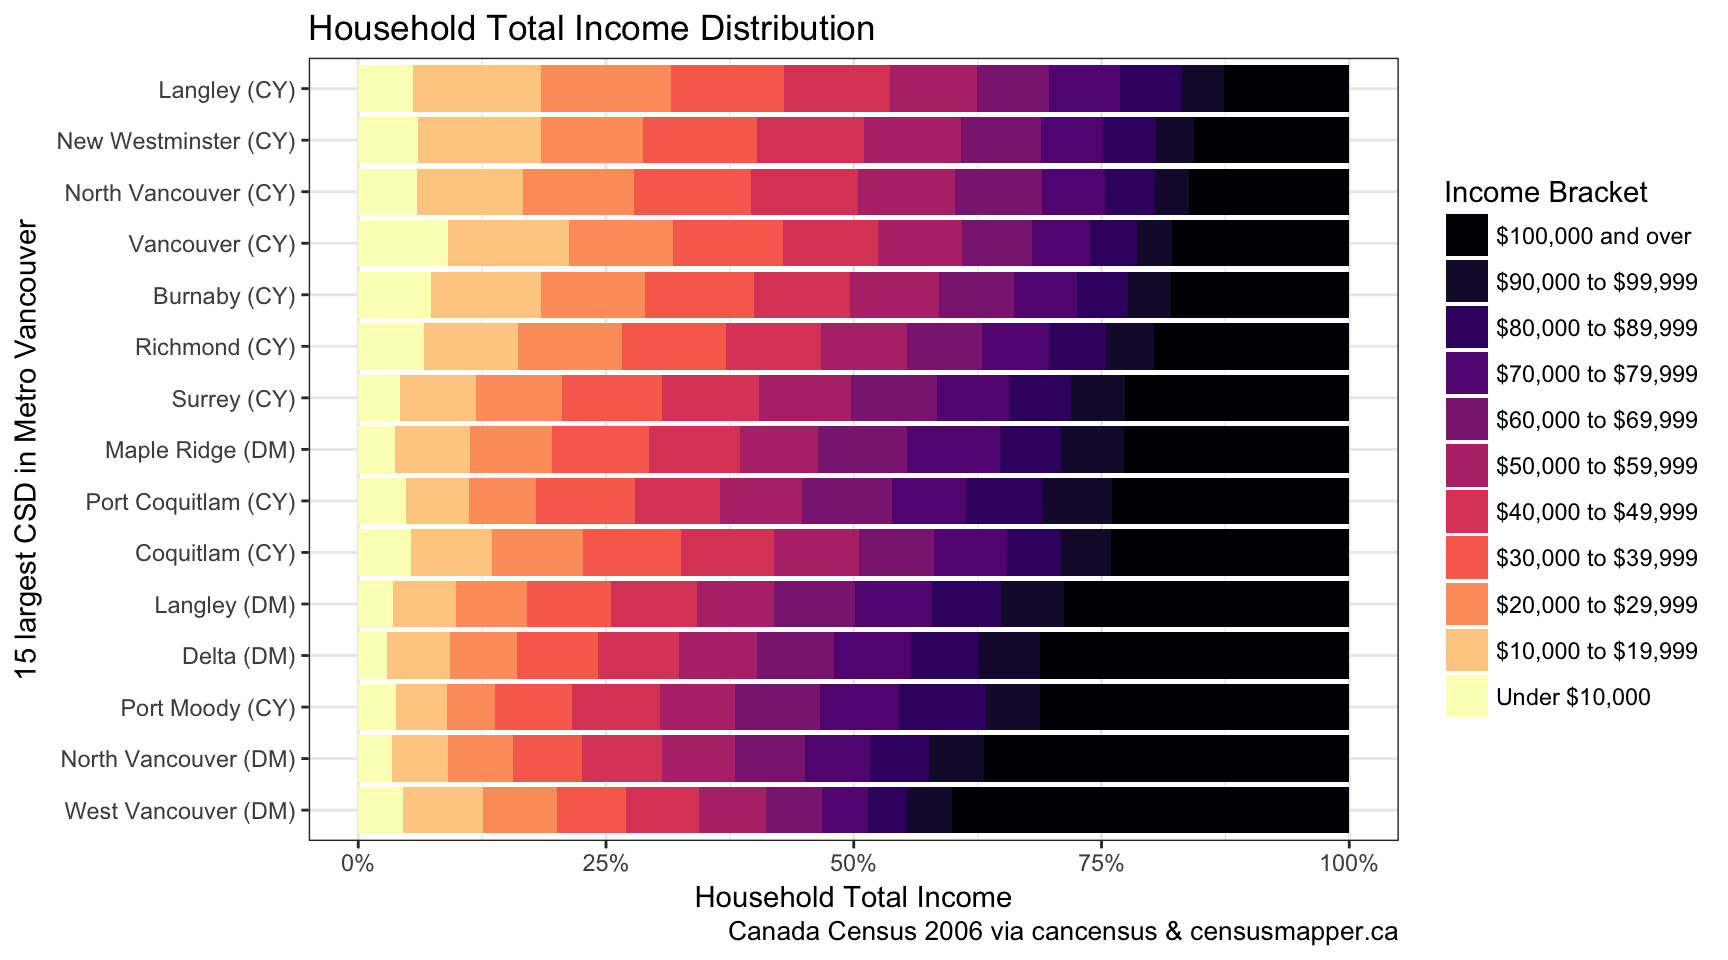 Household Total Income Distribution
15 largest CSD in Metro Vancouver
Langley (CY)
New Westminster (CY)
North Vancouver (CY)
Vancouver (CY)
Burnaby (CY)
Richmond (CY)
Surrey (CY)
Maple Ridge (DM)
Port Coquitlam (CY)
Coquitlam (CY)
Langley (DM)
Delta (DM)
Port Moody (CY)
North Vancouver (DM)
West Vancouver (DM)
0% 25% 50% 75% 100%
Household Total Income
Canada Census 2006 via cancensus & censusmapper.ca
Income Bracket
$100,000 and over
$90,000 to $99,999
$80,000 to $89,999
$70,000 to $79,999
$60,000 to $69,999
$50,000 to $59,999
$40,000 to $49,999
$30,000 to $39,999
$20,000 to $29,999
$10,000 to $19,999
Under $10,000